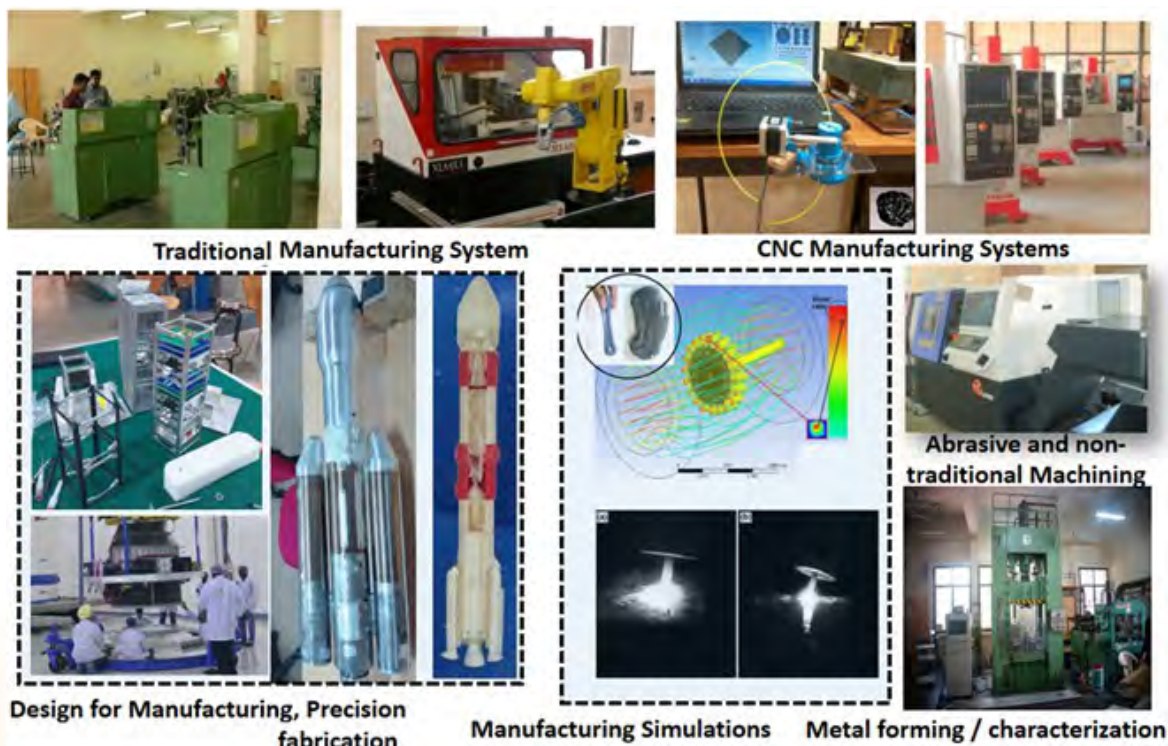 Traditional Manufacturing System
CNC Manufacturing Systems
Abrasive and non-
traditional Machining
(a)
(b)
Design for Manufacturing, Precision
fabrication
Manufacturing Simulations
Metal forming / characterization